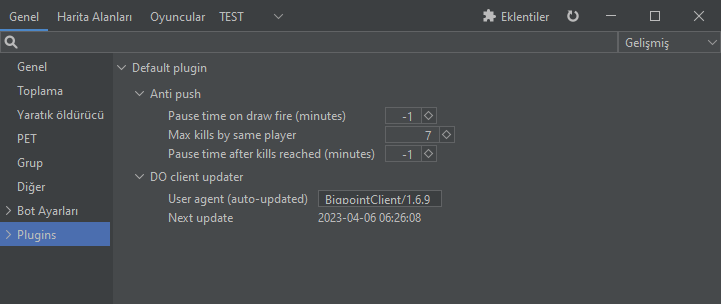 Genel Harita Alanları Oyuncular TEST Eklentiler
Gelişmiş
Genel
Toplama
Yaratık öldürücü
PET
Grup
Diğer
Bot Ayarları
Plugins
Default plugin
Anti push
Pause time on draw fire (minutes) -1
Max kills by same player 7
Pause time after kills reached (minutes) -1
DO client updater
User agent (auto-updated) BigpointClient/1.6.9
Next update 2023-04-06 06:26:08